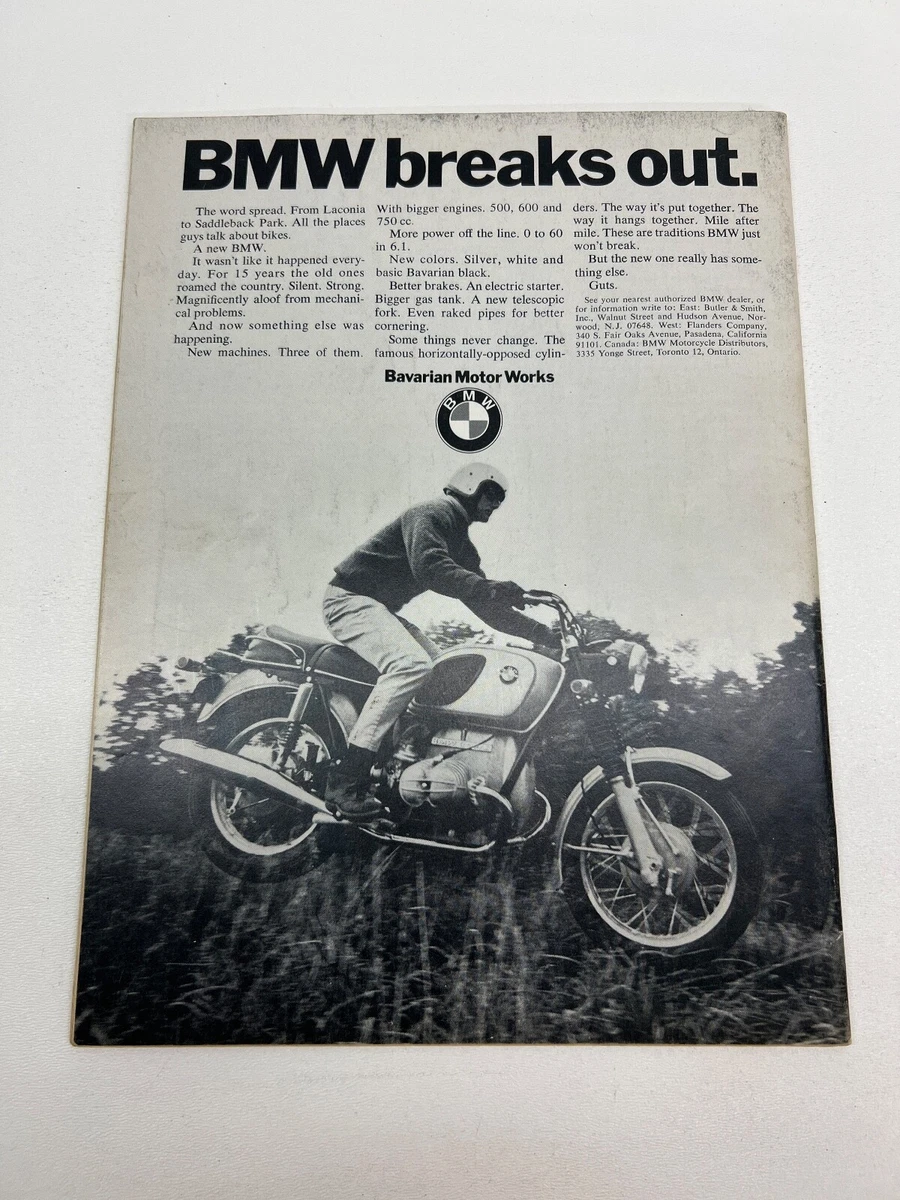 BMW breaks out.
The word spread. From Laconia
to Saddleback Park. All the places
guys talk about bikes.
A new BMW.
It wasn't like it happened every-
day. For 15 years the old ones
roamed the country. Silent. Strong.
Magnificently aloof from mechani-
cal problems.
And now something else was
happening.
New machines. Three of them.
With bigger engines. 500, 600 and
750 cc.
More power off the line. 0 to 60
in 6.1.
New colors. Silver, white and
basic Bavarian black.
Better brakes. An electric starter.
Bigger gas tank. A new telescopic
fork. Even raked pipes for better
cornering.
Some things never change. The
famous horizontally-opposed cylin-
ders. The way it's put together. The
way it hangs together. Mile after
mile. These are traditions BMW just
won't break.
But the new one really has some-
thing else.
Guts.
See your nearest authorized BMW dealer, or
for information write to: East: Butler & Smith,
Inc., Walnut Street and Hudson Avenue, Nor-
wood, N.J. 07648. West: Flanders Company,
340 S. Fair Oaks Avenue, Pasadena, California
91101. Canada: BMW Motorcycle Distributors,
3335 Yonge Street, Toronto 12, Ontario.
Bavarian Motor Works
BMW